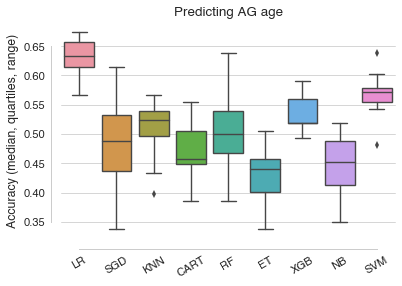 Predicting AG age
Accuracy (median, quartiles, range)
0.65
0.60
0.55
0.50
0.45
0.40
0.35
LR SGD KNN CART RF ET XGB NB SVM